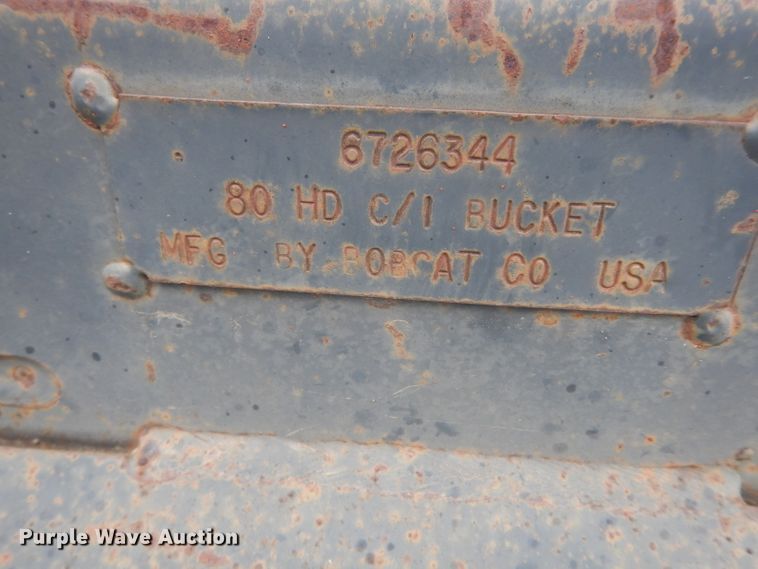 6726344
80 HD C/I BUCKET
MFG BY BOBCAT CO USA
Purple Wave Auction®